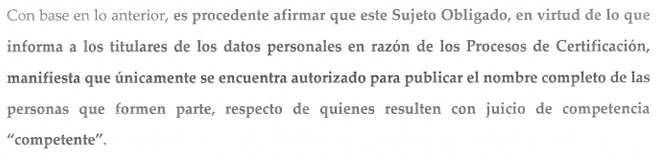 Con base en lo anterior, es procedente afirmar que este Sujeto Obligado, en virtud de lo que
informa a los titulares de los datos personales en razón de los Procesos de Certificación,
manifiesta que únicamente se encuentra autorizado para publicar el nombre completo de las
personas que formen parte, respecto de quienes resulten con juicio de competencia
“competente”.